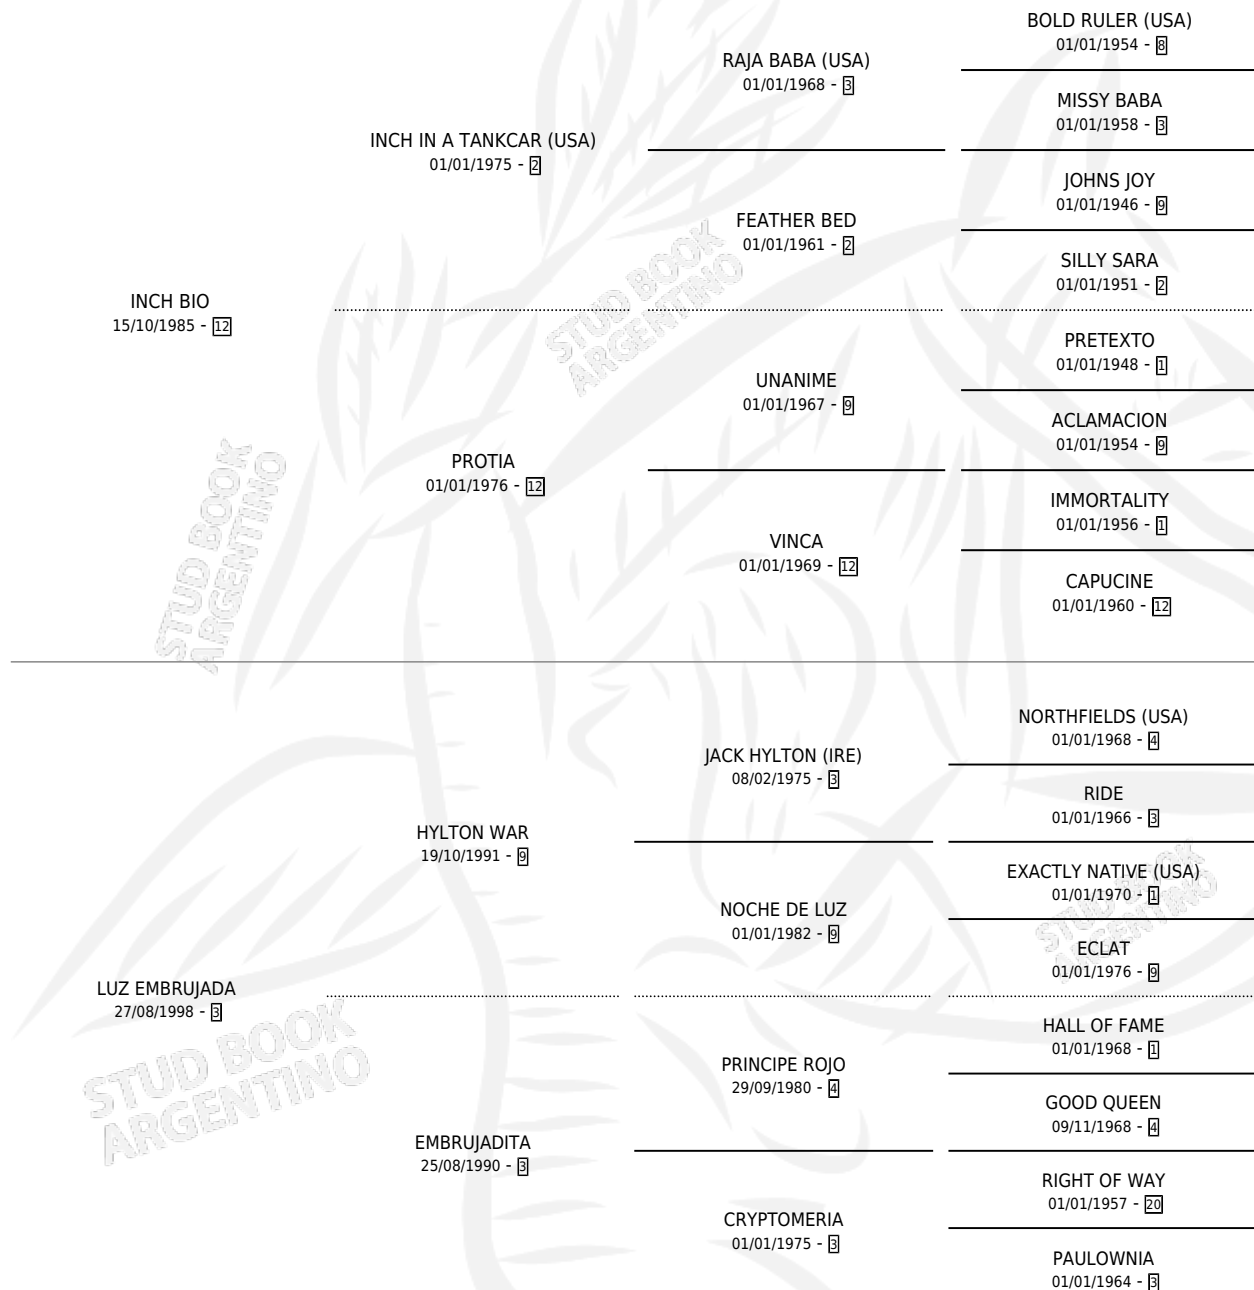 BOLD RULER (USA)
01/01/1954 - 8
RAJA BABA (USA)
01/01/1968 - 3
MISSY BABA
01/01/1958 - 3
INCH IN A TANKCAR (USA)
01/01/1975 - 2
JOHNS JOY
01/01/1946 - 9
FEATHER BED
01/01/1961 - 2
SILLY SARA
01/01/1951 - 2
INCH BIO
15/10/1985 - 12
PRETEXTO
01/01/1948 - 1
UNANIME
01/01/1967 - 9
ACLAMACION
01/01/1954 - 9
PROTIA
01/01/1976 - 12
IMMORTALITY
01/01/1956 - 1
VINCA
01/01/1969 - 12
CAPUCINE
01/01/1960 - 12
STUD BOOK
ARGENTINO
STUD BOOK
ARGENTINO
NORTHFIELDS (USA)
01/01/1968 - 4
JACK HYLTON (IRE)
08/02/1975 - 3
RIDE
01/01/1966 - 3
HYLTON WAR
19/10/1991 - 9
EXACTLY NATIVE (USA)
01/01/1970 - 1
NOCHE DE LUZ
01/01/1982 - 9
ECLAT
01/01/1976 - 9
LUZ EMBRUJADA
27/08/1998 - 3
HALL OF FAME
01/01/1968 - 1
PRINCIPE ROJO
29/09/1980 - 4
GOOD QUEEN
09/11/1968 - 4
EMBRUJADITA
25/08/1990 - 3
RIGHT OF WAY
01/01/1957 - 20
CRYPTOMERIA
01/01/1975 - 3
PAULOWNIA
01/01/1964 - 3
STUD BOOK
ARGENTINO
STUD BOOK
ARGENTINO